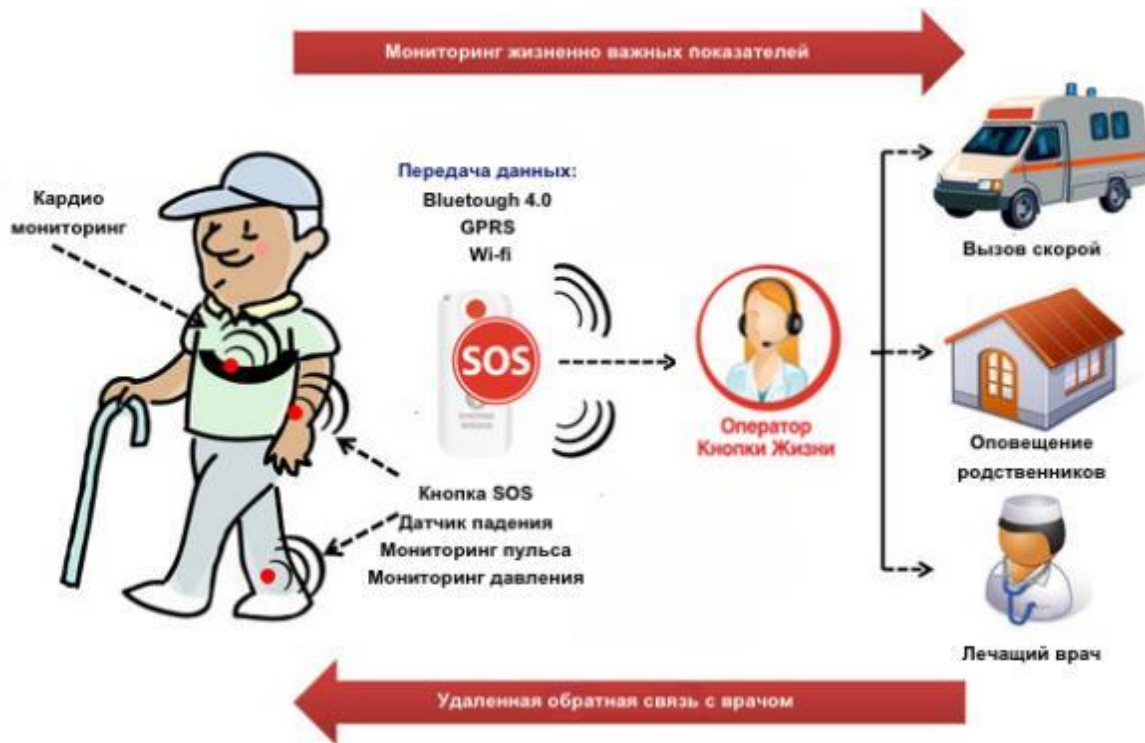 Мониторинг жизненно важных показателей
Кардио
мониторинг
Передача данных:
Bluetough 4.0
GPRS
Wi-fi
SOS
Оператор
Кнопки Жизни
Вызов скорой
Оповещение
родственников
Кнопка SOS
Датчик падения
Мониторинг пульса
Мониторинг давления
Лечащий врач
Удаленная обратная связь с врачом